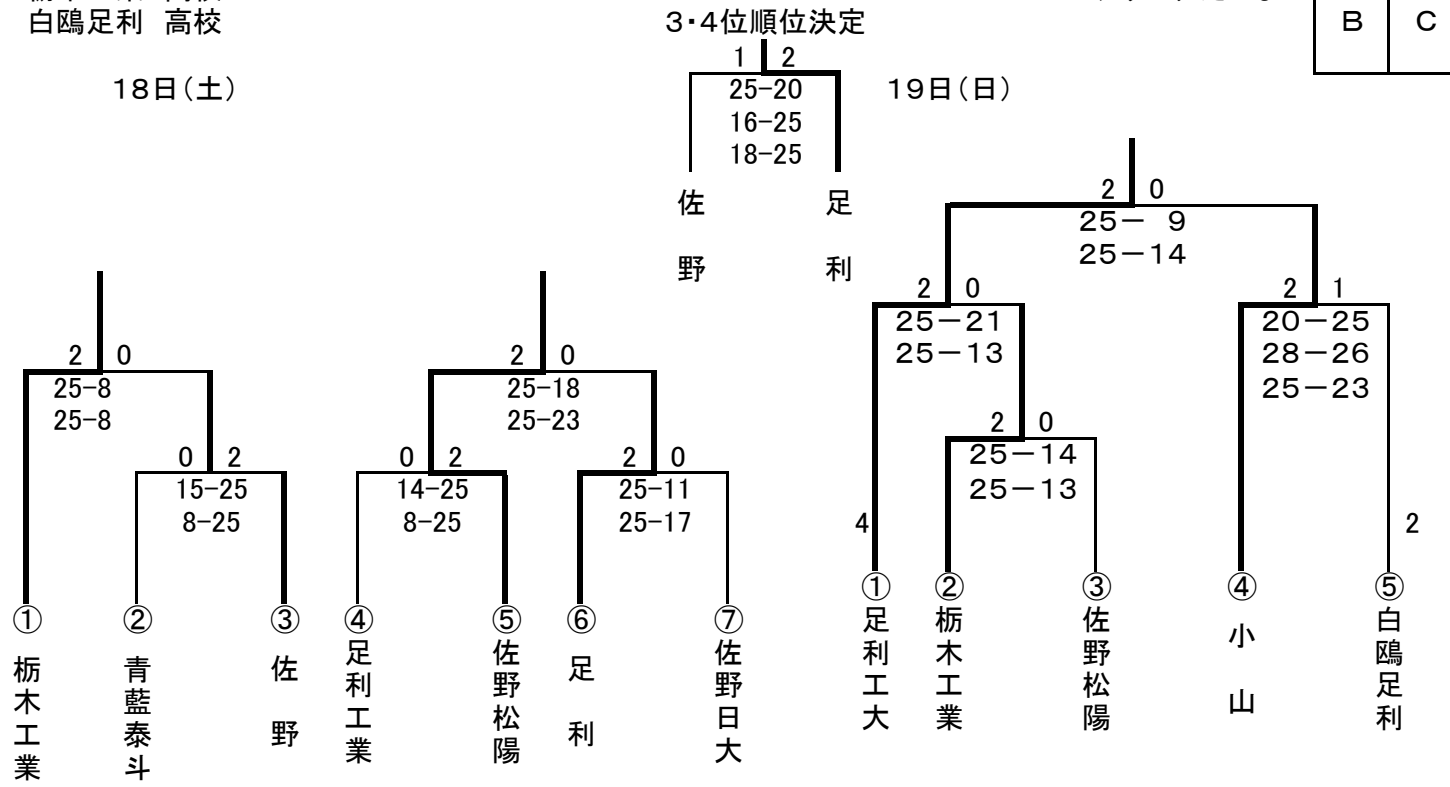 白鴎足利 高校
3・4位順位決定
B C
1 2
18日(土)
25-20
19日(日)
16-25
18-25
佐野
足利
2 0
25- 9
25-14
2 0
25-21
25-13
2 1
20-25
28-26
25-23
2 0
25-8
25-8
2 0
25-18
25-23
2 0
25-14
25-13
0 2
15-25
8-25
0 2
14-25
8-25
2 0
25-11
25-17
4
2
①栃木工業
②青藍泰斗
③佐野
④足利工業
⑤佐野松陽
⑥足利
⑦佐野日大
①足利工大
②栃木工業
③佐野松陽
④小山
⑤白鴎足利